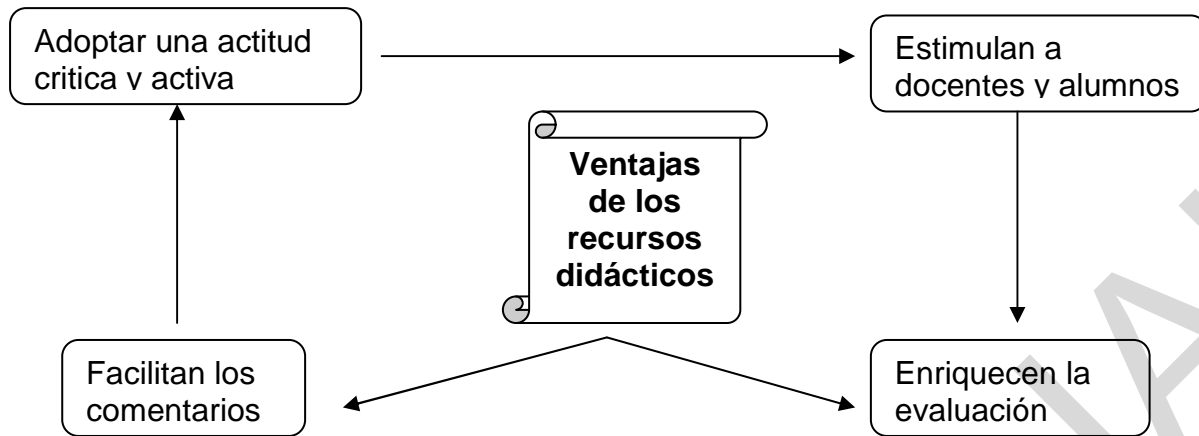 Adoptar una actitud
critica y activa
Estimulan a
docentes y alumnos
Ventajas
de los
recursos
didácticos
Facilitan los
comentarios
Enriquecen la
evaluación